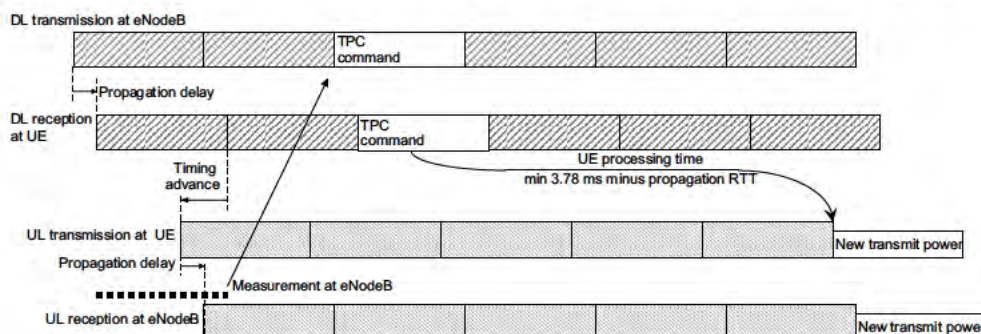 DL transmission at eNodeB
TPC
command
Propagation delay
DL reception
at UE
TPC
command
UE processing time
min 3.78 ms minus propagation RTT
Timing
advance
UL transmission at UE
New transmit power
Propagation delay
Measurement at eNodeB
UL reception at eNodeB
New transmit power